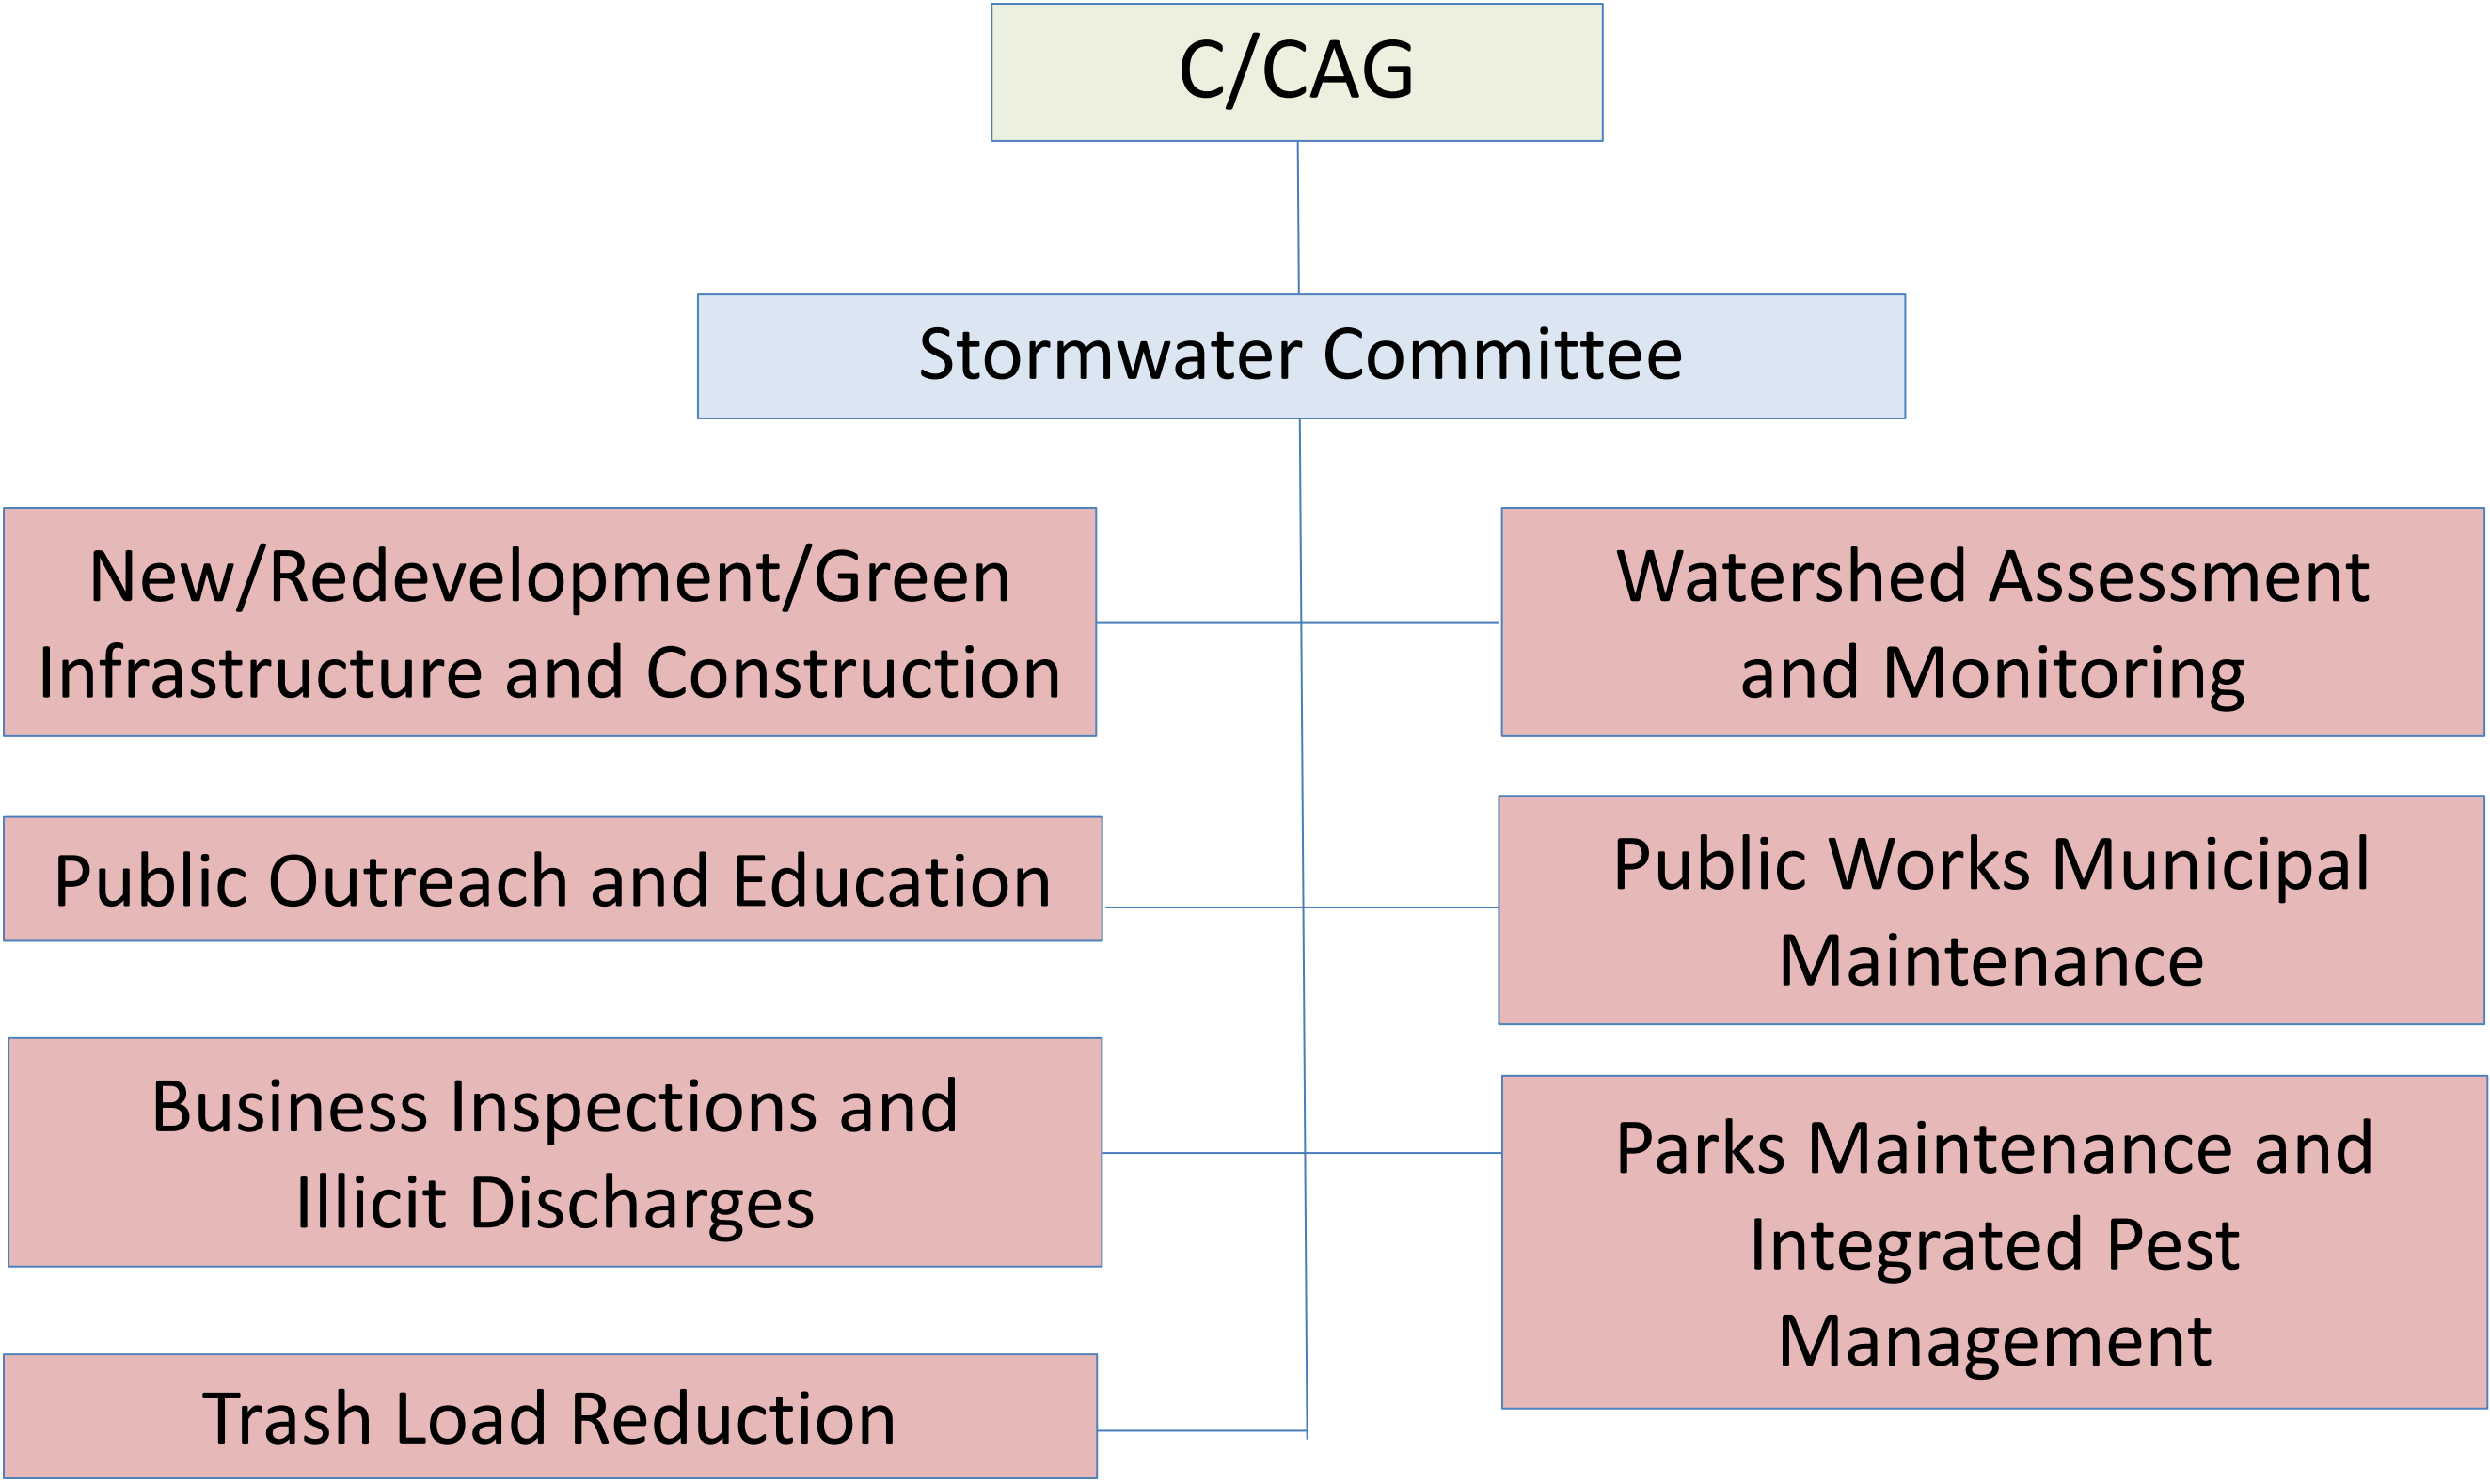 C/CAG
Stormwater Committee
New/Redevelopment/Green
Infrastructure and Construction
Watershed Assessment
and Monitoring
Public Outreach and Education
Public Works Municipal
Maintenance
Business Inspections and
Illicit Discharges
Parks Maintenance and
Integrated Pest
Management
Trash Load Reduction